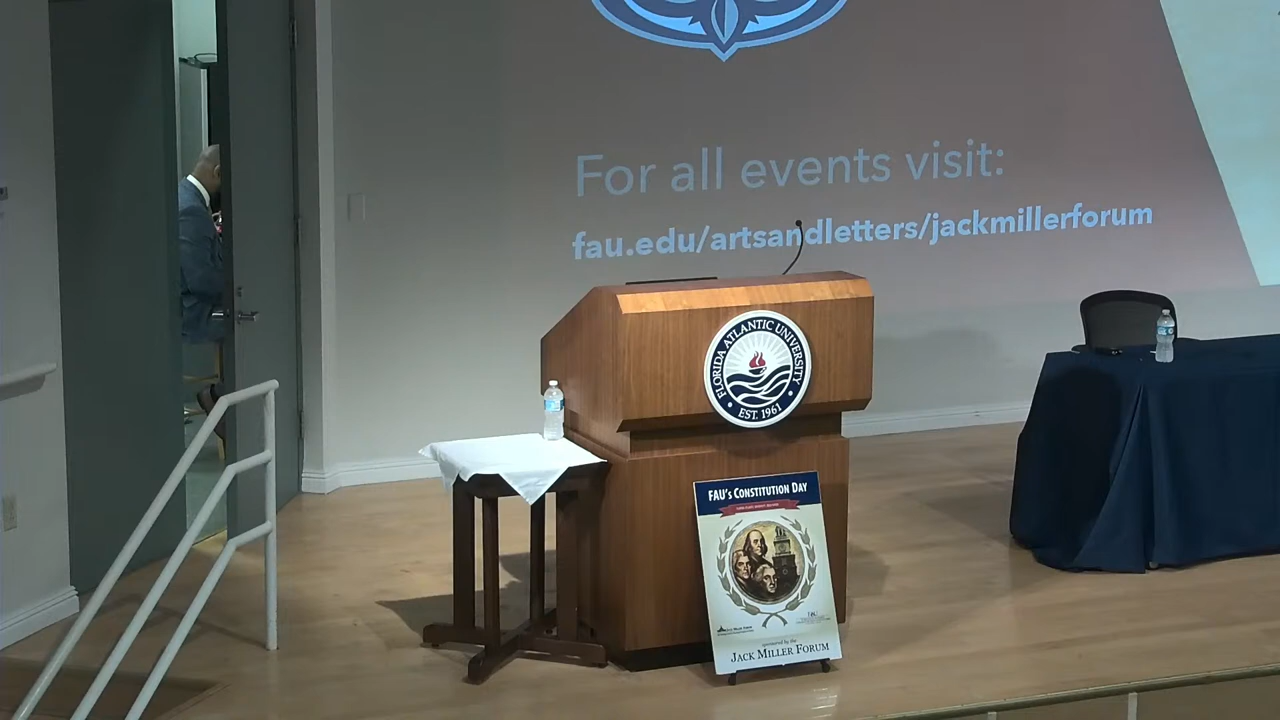 For all events visit:
fau.edu/artsandletters/jackmillerforum
FLORIDA ATLANTIC UNIVERSITY
EST. 1961
FAU's CONSTITUTION DAY
sponsored by the
JACK MILLER FORUM